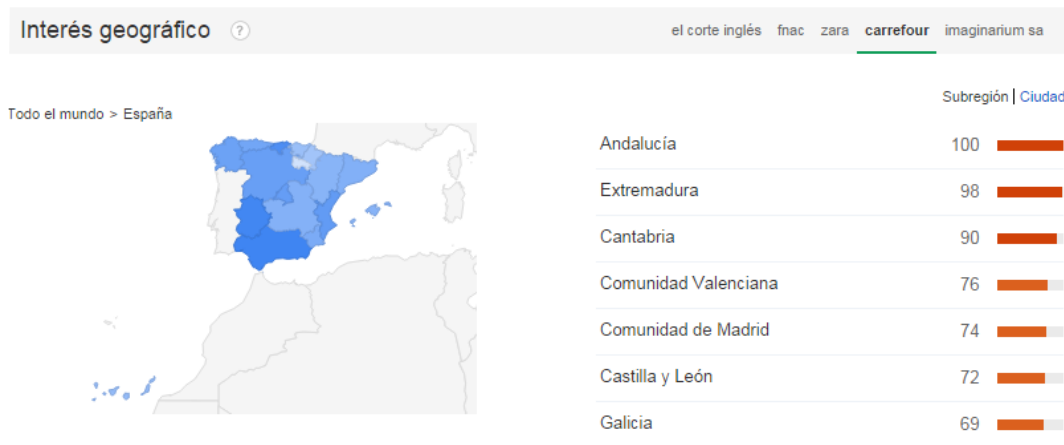 Interés geográfico ?
el corte inglés fnac zara carrefour imaginarium sa
Subregión | Ciudad
Todo el mundo > España
Andalucía 100
Extremadura 98
Cantabria 90
Comunidad Valenciana 76
Comunidad de Madrid 74
Castilla y León 72
Galicia 69